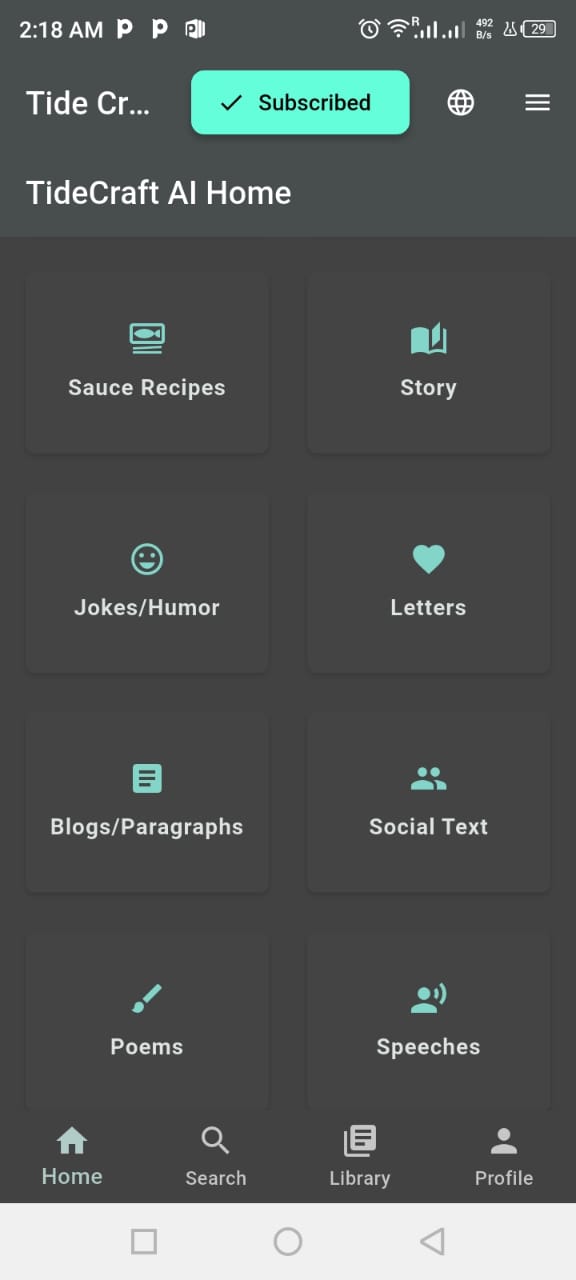 2:18 AM
R
492
B/s
29
Tide Cr...
Subscribed
TideCraft AI Home
Sauce Recipes
Story
Jokes/Humor
Letters
Blogs/Paragraphs
Social Text
Poems
Speeches
Home
Search
Library
Profile